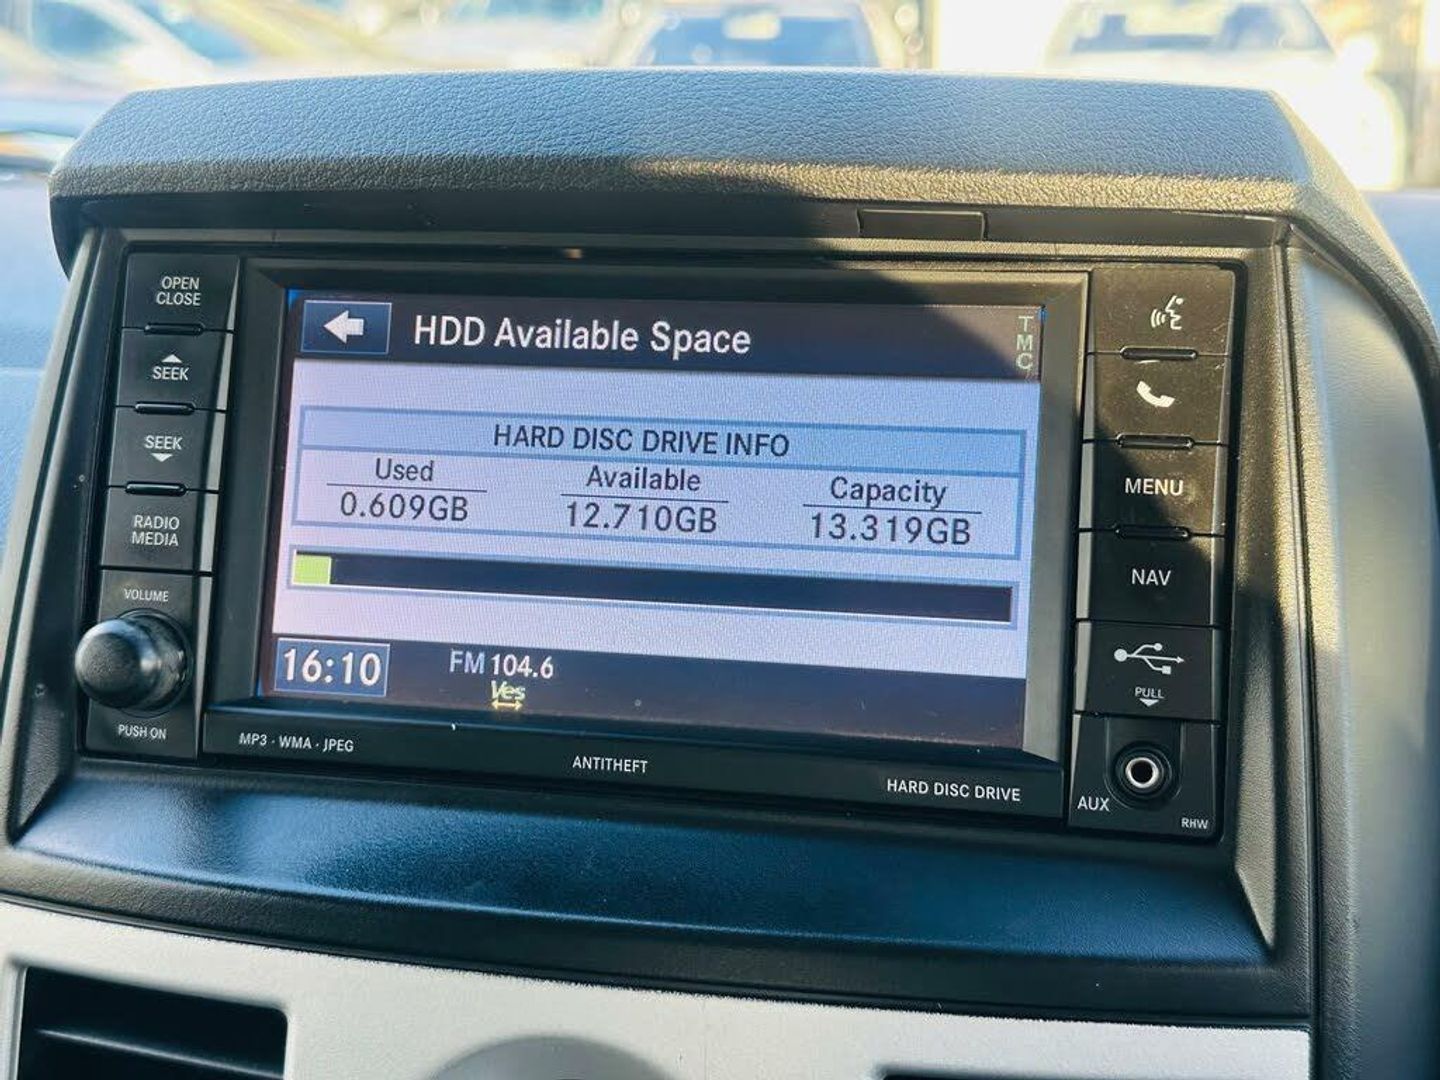 OPEN
CLOSE
SEEK
SEEK
RADIO
MEDIA
VOLUME
PUSH ON
HDD Available Space
TMC
HARD DISC DRIVE INFO
Used Available Capacity
0.609GB 12.710GB 13.319GB
16:10 FM 104.6
Ves
MP3 · WMA · JPEG
ANTITHEFT
HARD DISC DRIVE
MENU
NAV
PULL
AUX
RHW